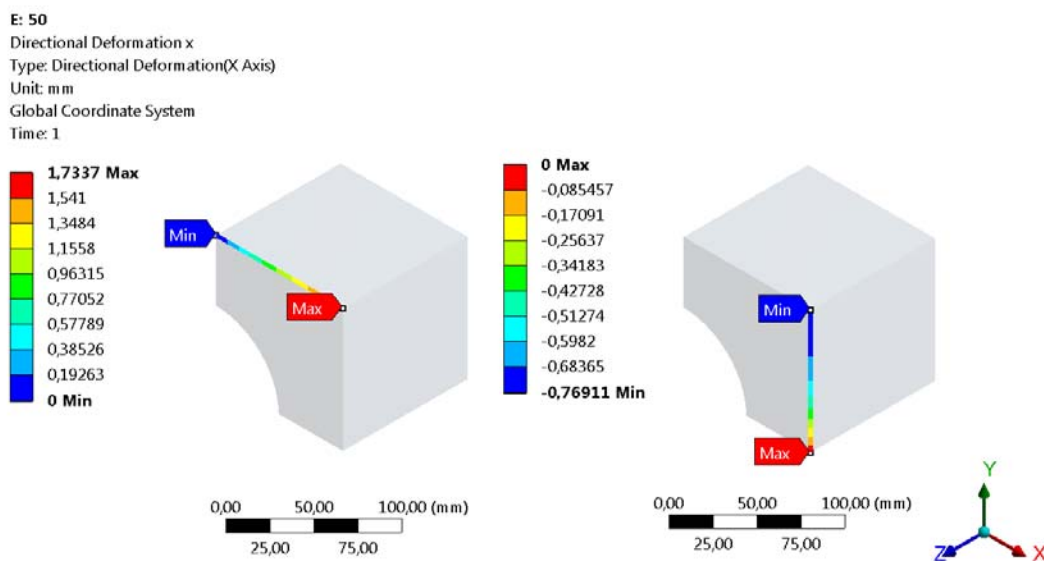 E: 50
Directional Deformation x
Type: Directional Deformation(X Axis)
Unit: mm
Global Coordinate System
Time: 1
1,7337 Max
1,541
1,3484
1,1558
0,96315
0,77052
0,57789
0,38526
0,19263
0 Min
Min
Max
0,00 50,00 100,00 (mm)
25,00 75,00
0 Max
-0,085457
-0,17091
-0,25637
-0,34183
-0,42728
-0,51274
-0,5982
-0,68365
-0,76911 Min
Min
Max
0,00 50,00 100,00 (mm)
25,00 75,00
Y
Z X